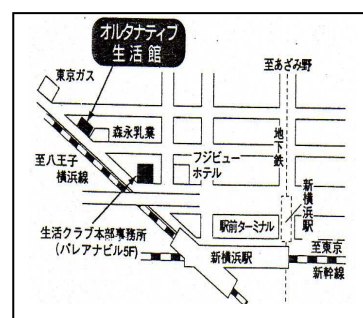 オルタナティブ
生活館
東京ガス
至あざみ野
森永乳業
地下鉄
フジビュー
ホテル
至八王子
横浜線
新横浜駅
生活クラブ本部事務所
(バレアナビル5F)
駅前ターミナル
新横浜駅
至東京
新幹線